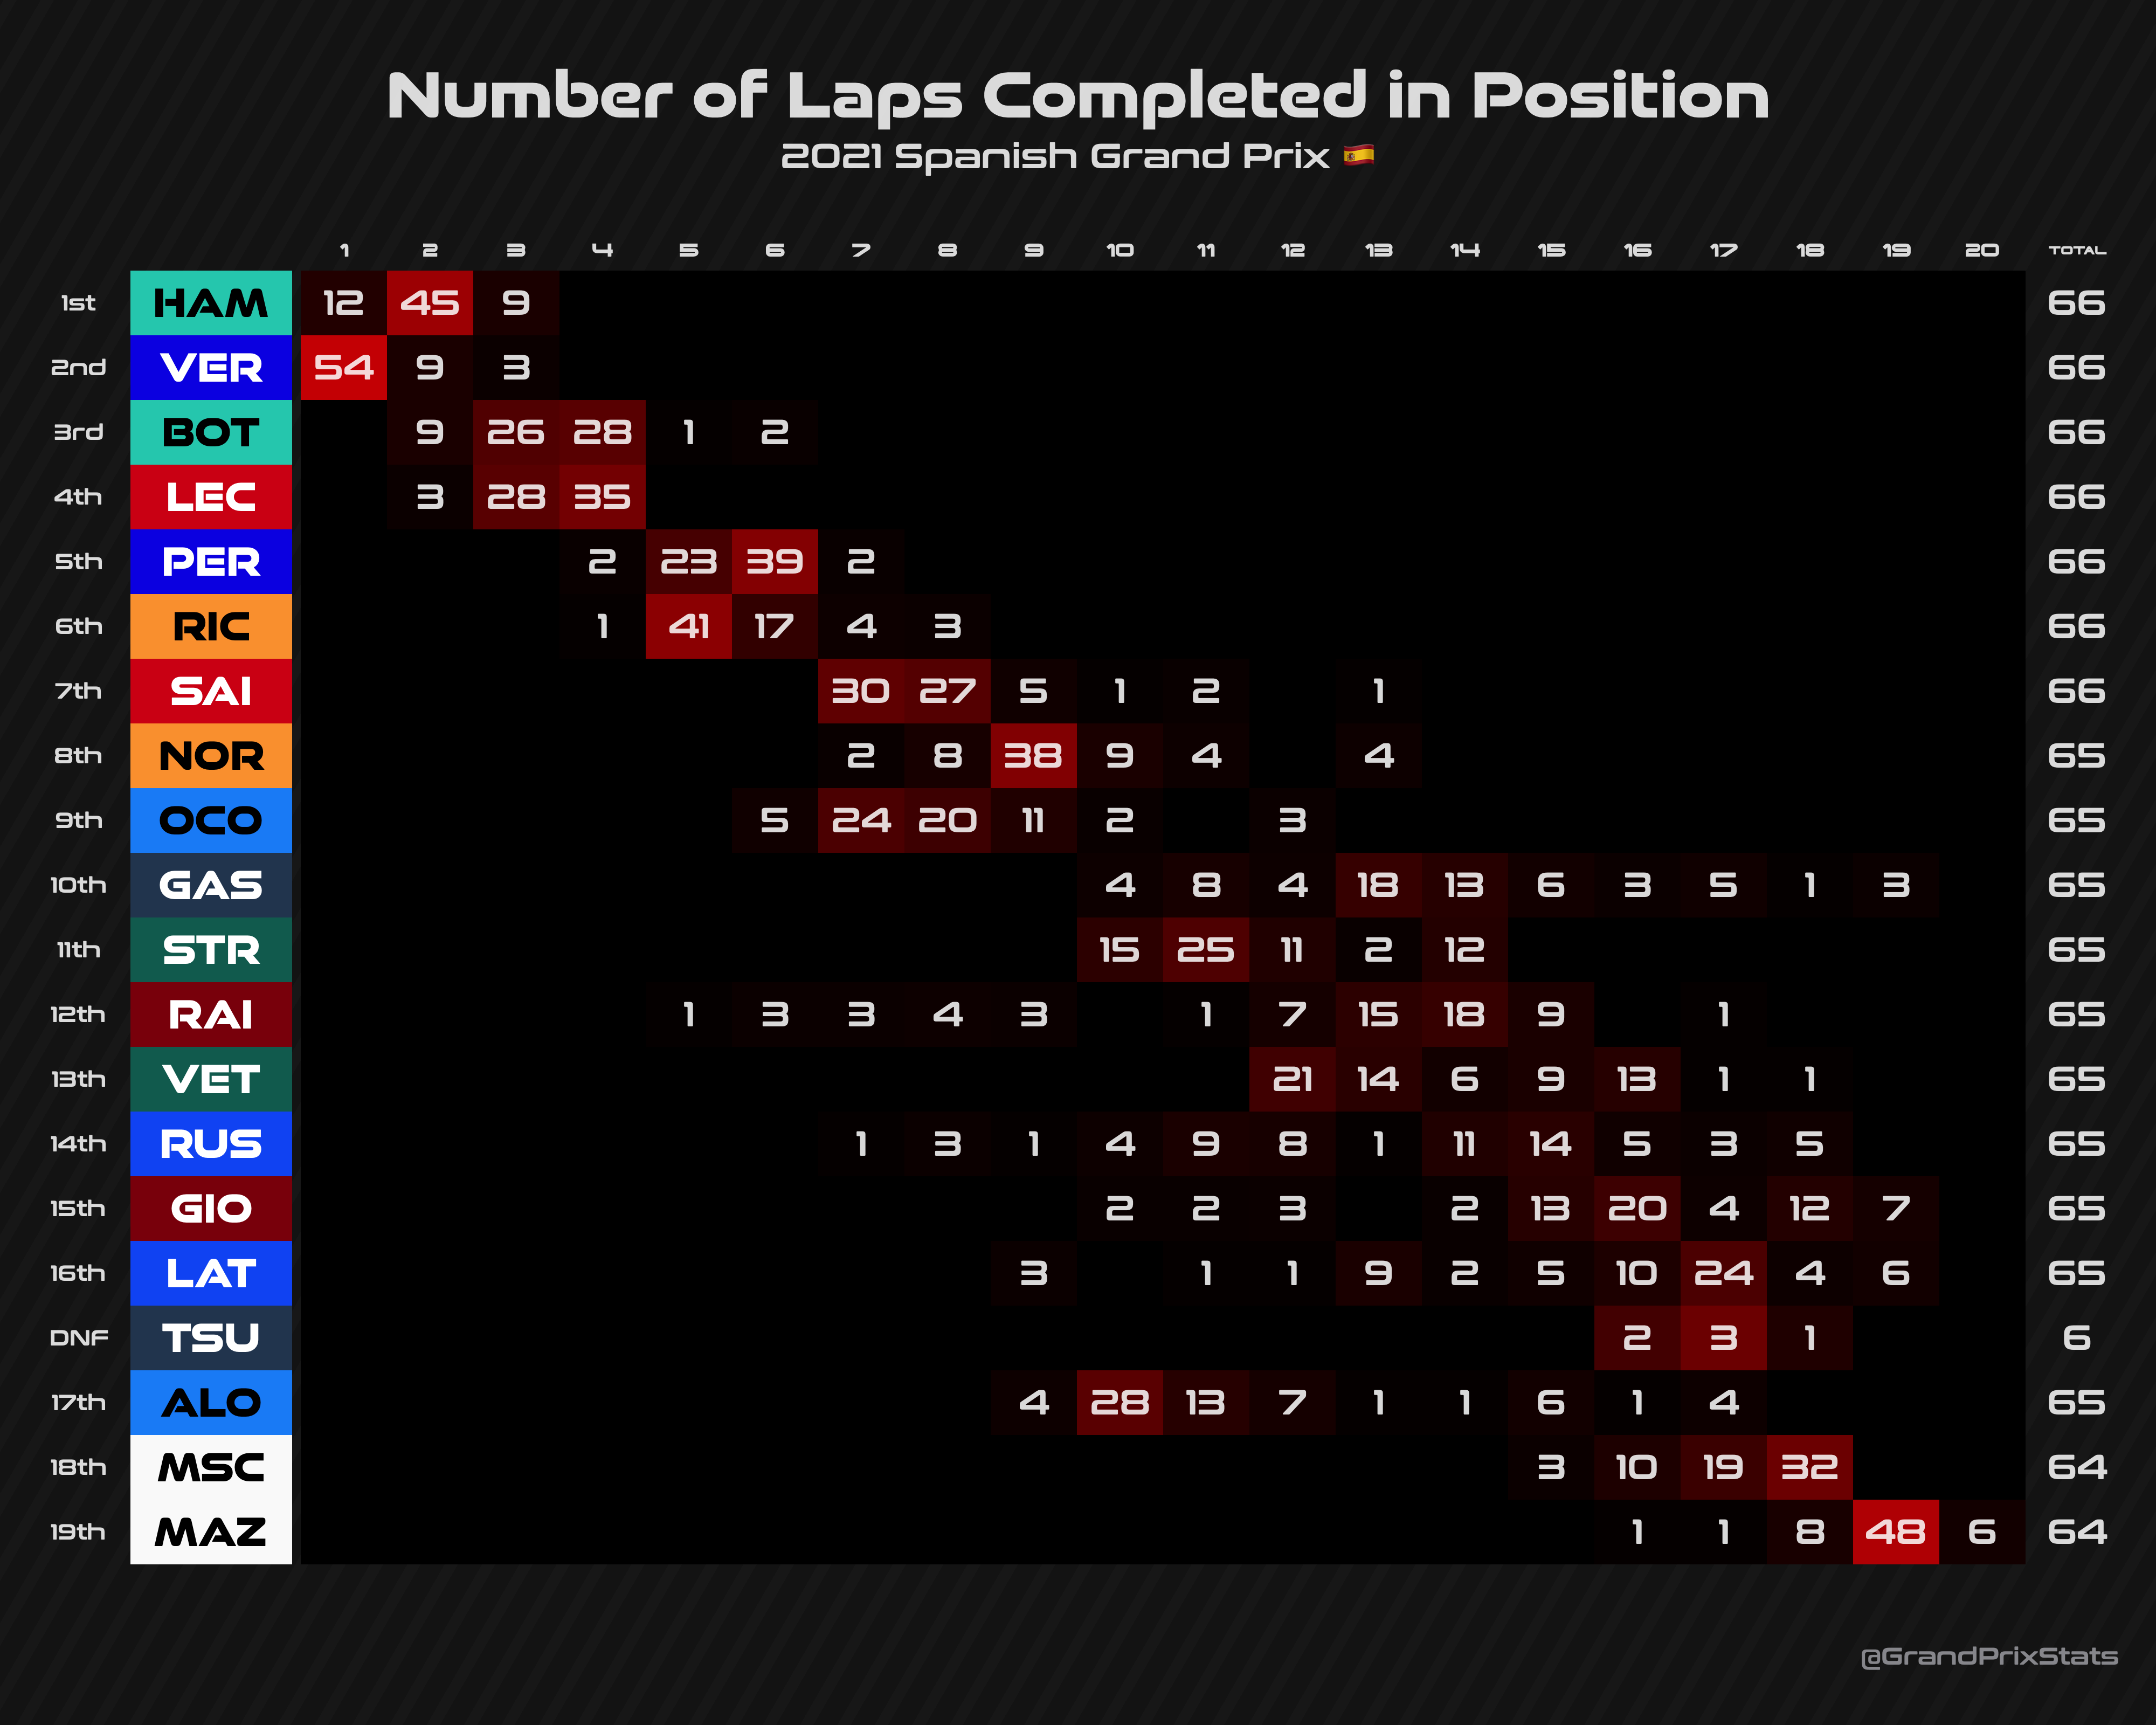 Number of Laps Completed in Position
2021 Spanish Grand Prix 🇪🇸
1 2 3 4 5 6 7 8 9 10 11 12 13 14 15 16 17 18 19 20 TOTAL
1st HAM 12 45 9 66
2nd VER 54 9 3 66
3rd BOT 9 26 28 1 2 66
4th LEC 3 28 35 66
5th PER 2 23 39 2 66
6th RIC 1 41 17 4 3 66
7th SAI 30 27 5 1 2 1 66
8th NOR 2 8 38 9 4 4 65
9th OCO 5 24 20 11 2 3 65
10th GAS 4 8 4 18 13 6 3 5 1 3 65
11th STR 15 25 11 2 12 65
12th RAI 1 3 3 4 3 1 7 15 18 9 1 65
13th VET 21 14 6 9 13 1 1 65
14th RUS 1 3 1 4 9 8 1 11 14 5 3 5 65
15th GIO 2 2 3 2 13 20 4 12 7 65
16th LAT 3 1 1 9 2 5 10 24 4 6 65
DNF TSU 2 3 1 6
17th ALO 4 28 13 7 1 1 6 1 4 65
18th MSC 3 10 19 32 64
19th MAZ 1 1 8 48 6 64
@GrandPrixStats